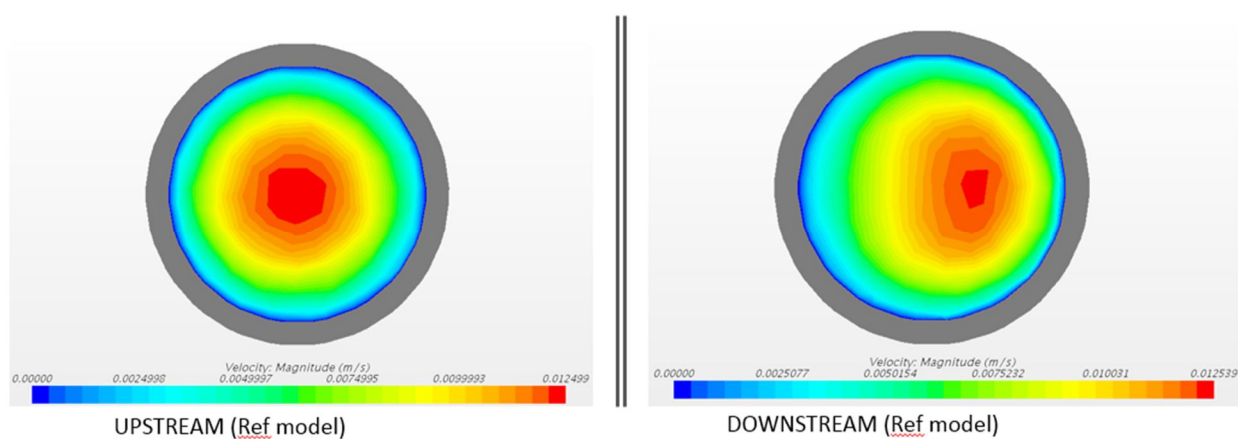 Velocity: Magnitude (m/s)
0.00000 0.0024998 0.0049997 0.0074995 0.0099993 0.012499
UPSTREAM (Ref model)
Velocity: Magnitude (m/s)
0.00000 0.0025077 0.0050154 0.0075232 0.010031 0.012539
DOWNSTREAM (Ref model)